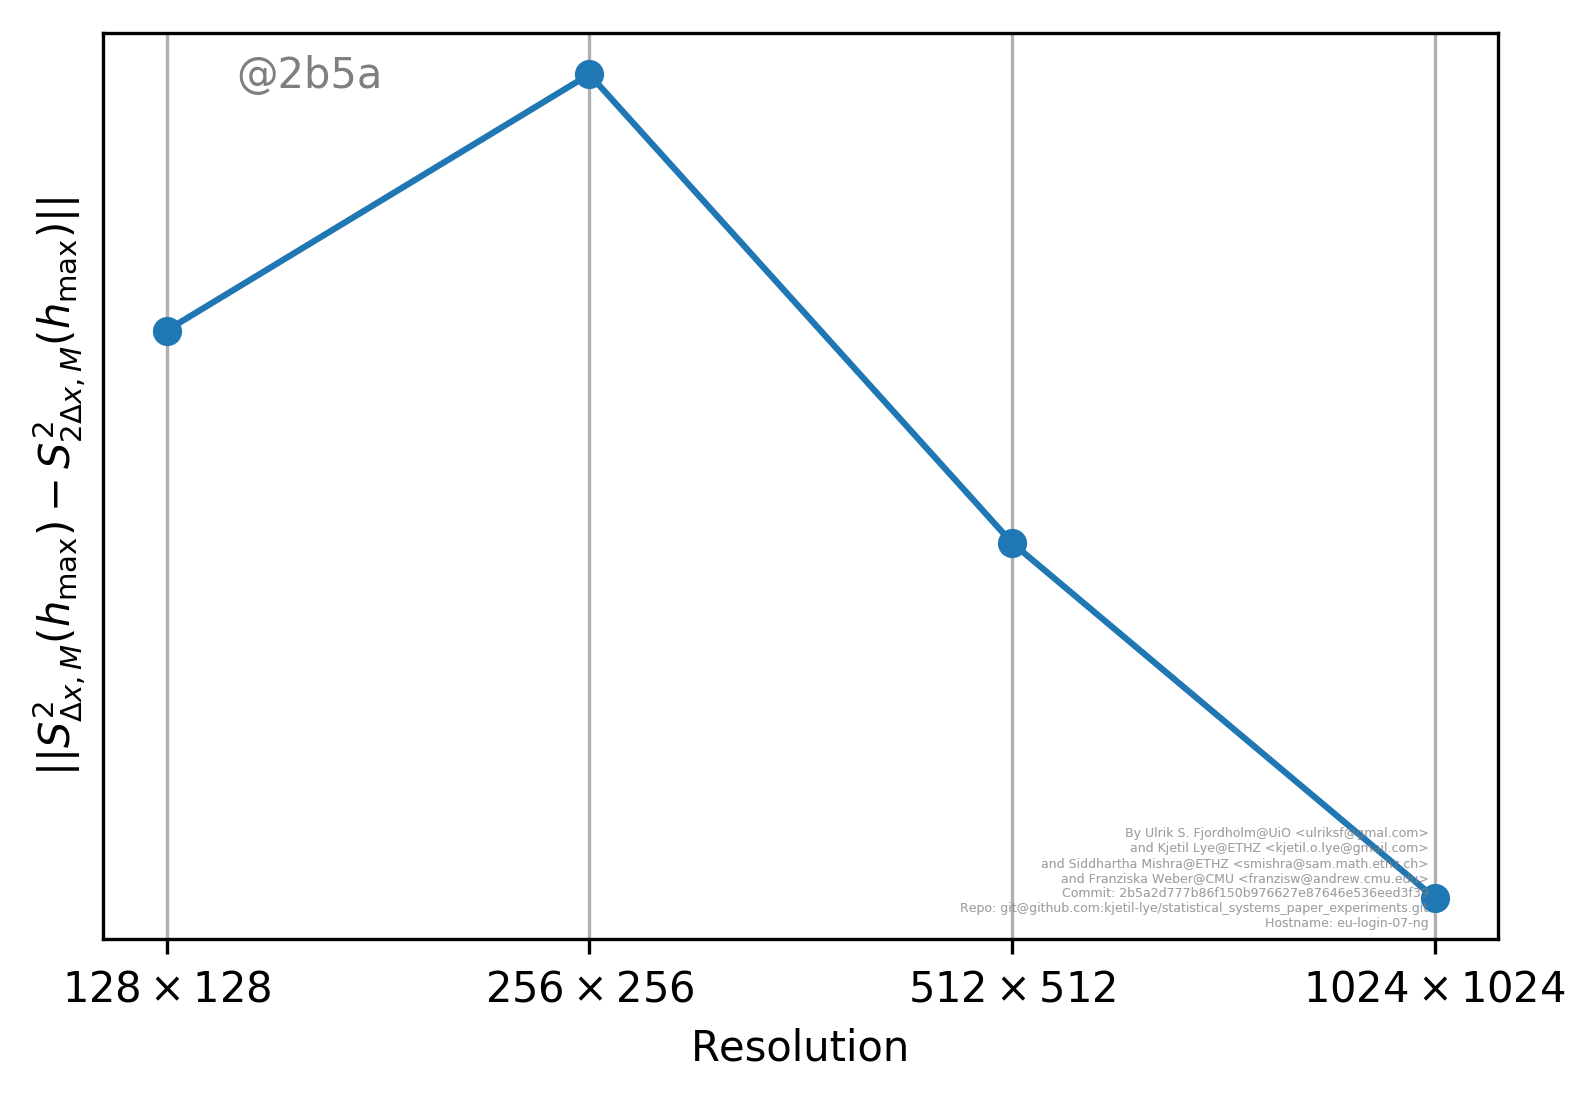 @2b5a
||S²_{Δx,M}(h_max) − S²_{2Δx,M}(h_max)||
By Ulrik S. Fjordholm@UiO <ulriksf@gmal.com>
and Kjetil Lye@ETHZ <kjetil.o.lye@gmail.com>
and Siddhartha Mishra@ETHZ <smishra@sam.math.ethz.ch>
and Franziska Weber@CMU <franzisw@andrew.cmu.edu>
Commit:
Repo: git@github.com:kjetil-lye/statistical_systems_paper_experiments.git
Hostname: eu-login-07-ng
128 × 128 256 × 256 512 × 512 1024 × 1024
Resolution